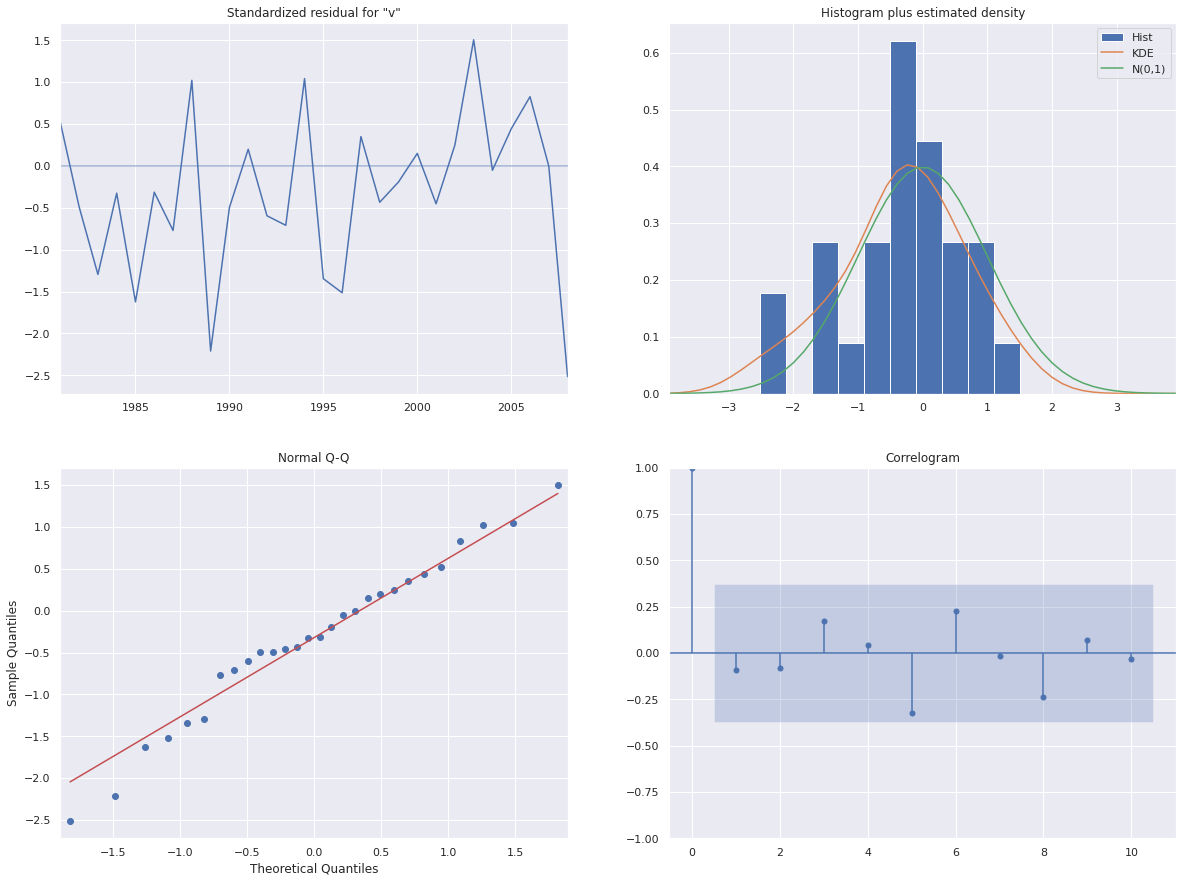 Standardized residual for "v"
1.5
1.0
0.5
0.0
−0.5
−1.0
−1.5
−2.0
−2.5
1985 1990 1995 2000 2005
Histogram plus estimated density
Hist
KDE
N(0,1)
0.6
0.5
0.4
0.3
0.2
0.1
0.0
−3 −2 −1 0 1 2 3
Normal Q-Q
Sample Quantiles
1.5
1.0
0.5
0.0
−0.5
−1.0
−1.5
−2.0
−2.5
−1.5 −1.0 −0.5 0.0 0.5 1.0 1.5
Theoretical Quantiles
Correlogram
1.00
0.75
0.50
0.25
0.00
−0.25
−0.50
−0.75
−1.00
0 2 4 6 8 10